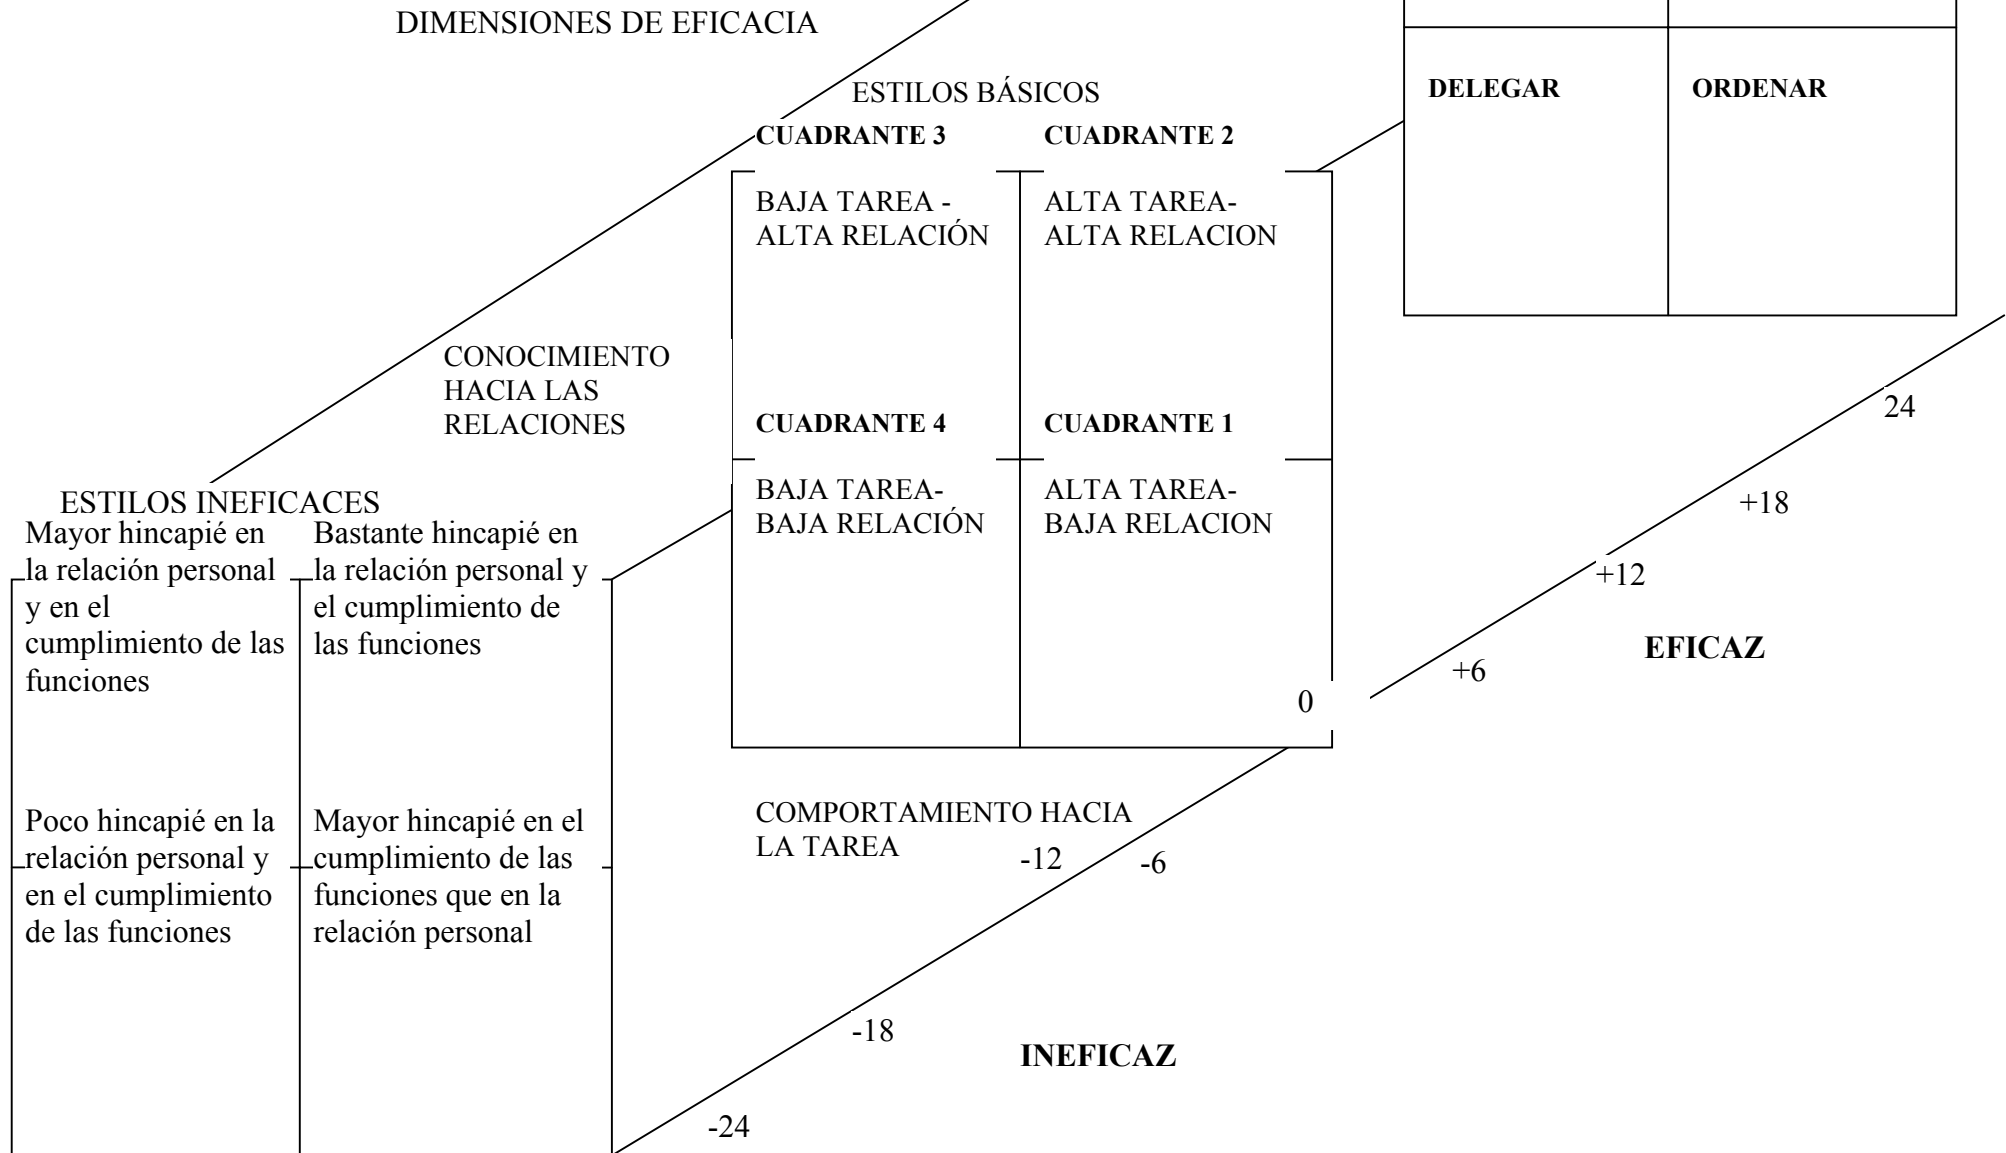 DIMENSIONES DE EFICACIA
DELEGAR
ORDENAR
ESTILOS BÁSICOS
CUADRANTE 3
CUADRANTE 2
BAJA TAREA -
ALTA RELACIÓN
ALTA TAREA-
ALTA RELACION
CONOCIMIENTO
HACIA LAS
RELACIONES
CUADRANTE 4
CUADRANTE 1
BAJA TAREA-
BAJA RELACIÓN
ALTA TAREA-
BAJA RELACION
ESTILOS INEFICACES
Mayor hincapié en
la relación personal
y en el
cumplimiento de las
funciones
Bastante hincapié en
la relación personal y
el cumplimiento de
las funciones
Poco hincapié en la
relación personal y
en el cumplimiento
de las funciones
Mayor hincapié en el
cumplimiento de las
funciones que en la
relación personal
24
+18
+12
EFICAZ
+6
0
COMPORTAMIENTO HACIA
LA TAREA
-12
-6
-18
INEFICAZ
-24